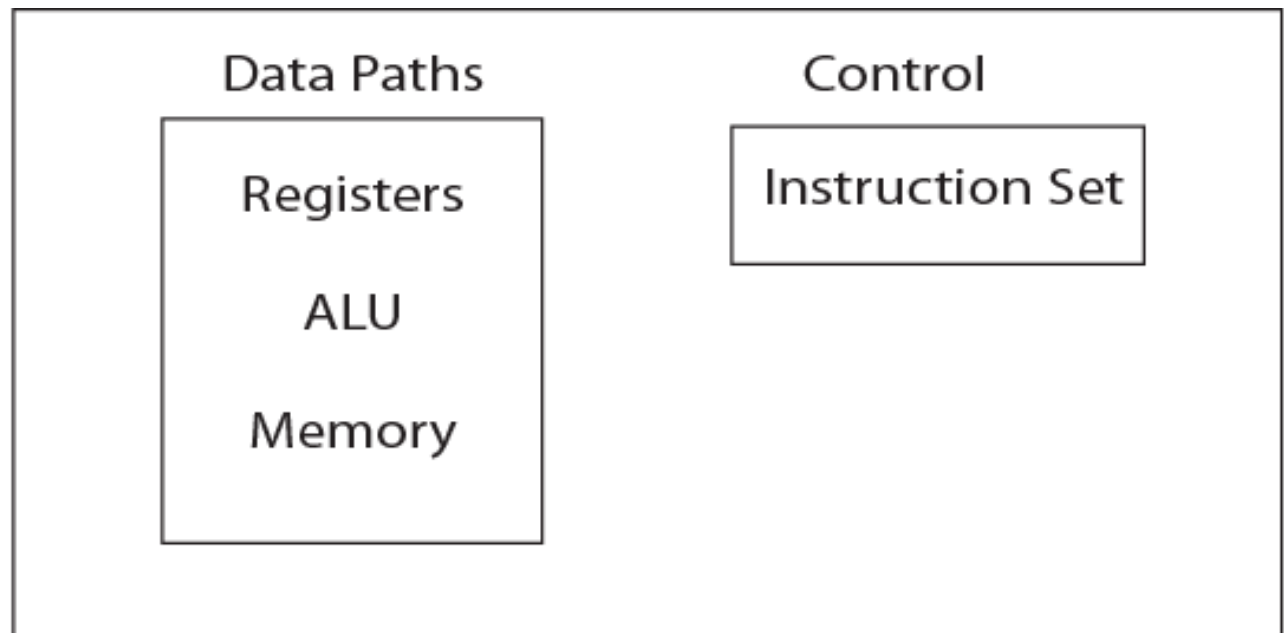 Data Paths
Control
Registers
Instruction Set
ALU
Memory